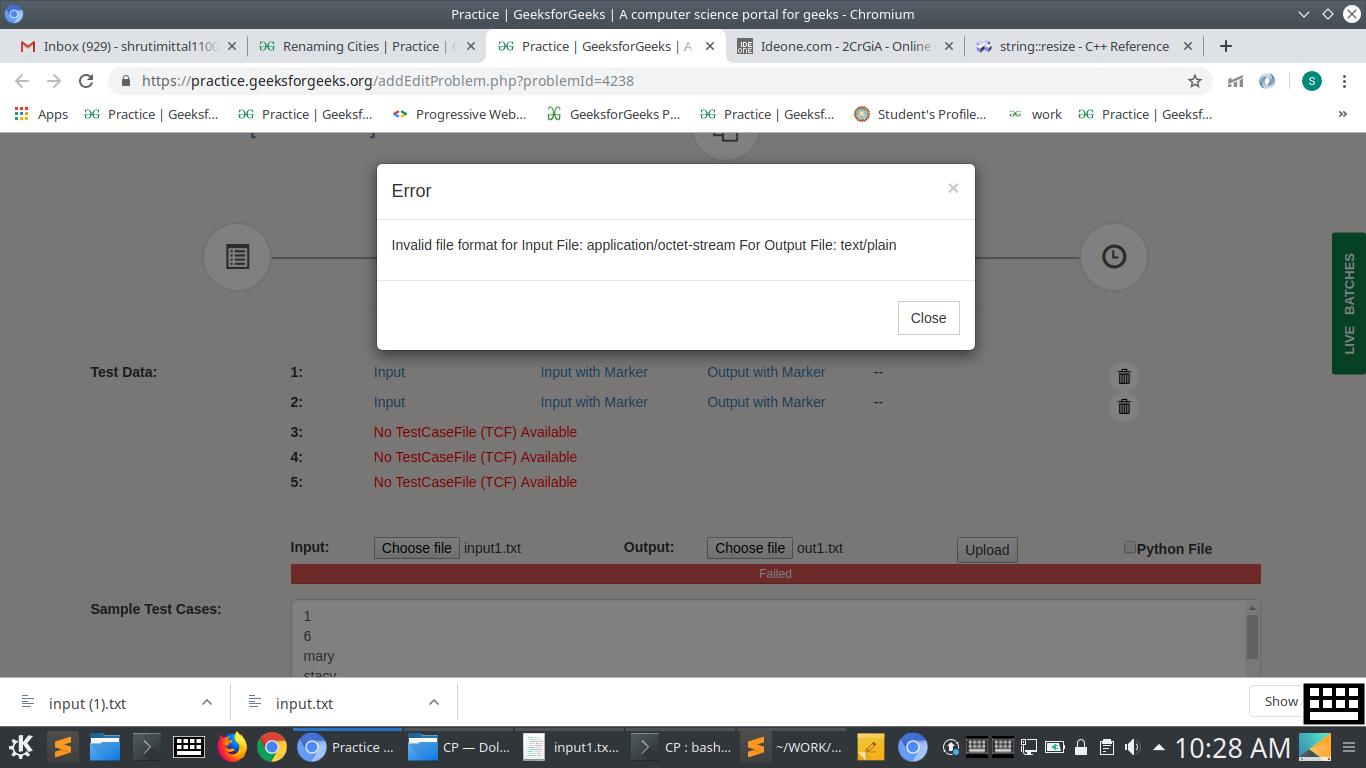 Practice | GeeksforGeeks | A computer science portal for geeks - Chromium
Inbox (929) - shrutimittal1100
Renaming Cities | Practice |
Practice | GeeksforGeeks | A
Ideone.com - 2CrGiA - Online
string::resize - C++ Reference
https://practice.geeksforgeeks.org/addEditProblem.php?problemId=4238
S
Apps
Practice | Geeksf...
Practice | Geeksf...
Progressive Web...
GeeksforGeeks P...
Practice | Geeksf...
Student's Profile...
work
Practice | Geeksf...
»
Error
×
Invalid file format for Input File: application/octet-stream For Output File: text/plain
Close
LIVE BATCHES
Test Data:
1: Input Input with Marker Output with Marker --
2: Input Input with Marker Output with Marker --
3: No TestCaseFile (TCF) Available
4: No TestCaseFile (TCF) Available
5: No TestCaseFile (TCF) Available
Input: Choose file input1.txt Output: Choose file out1.txt Upload Python File
Failed
Sample Test Cases:
1
6
mary
stacy
input (1).txt
input.txt
Show
Practice ...
CP — Dol...
input1.tx...
CP : bash...
~/WORK/...
10:28 AM